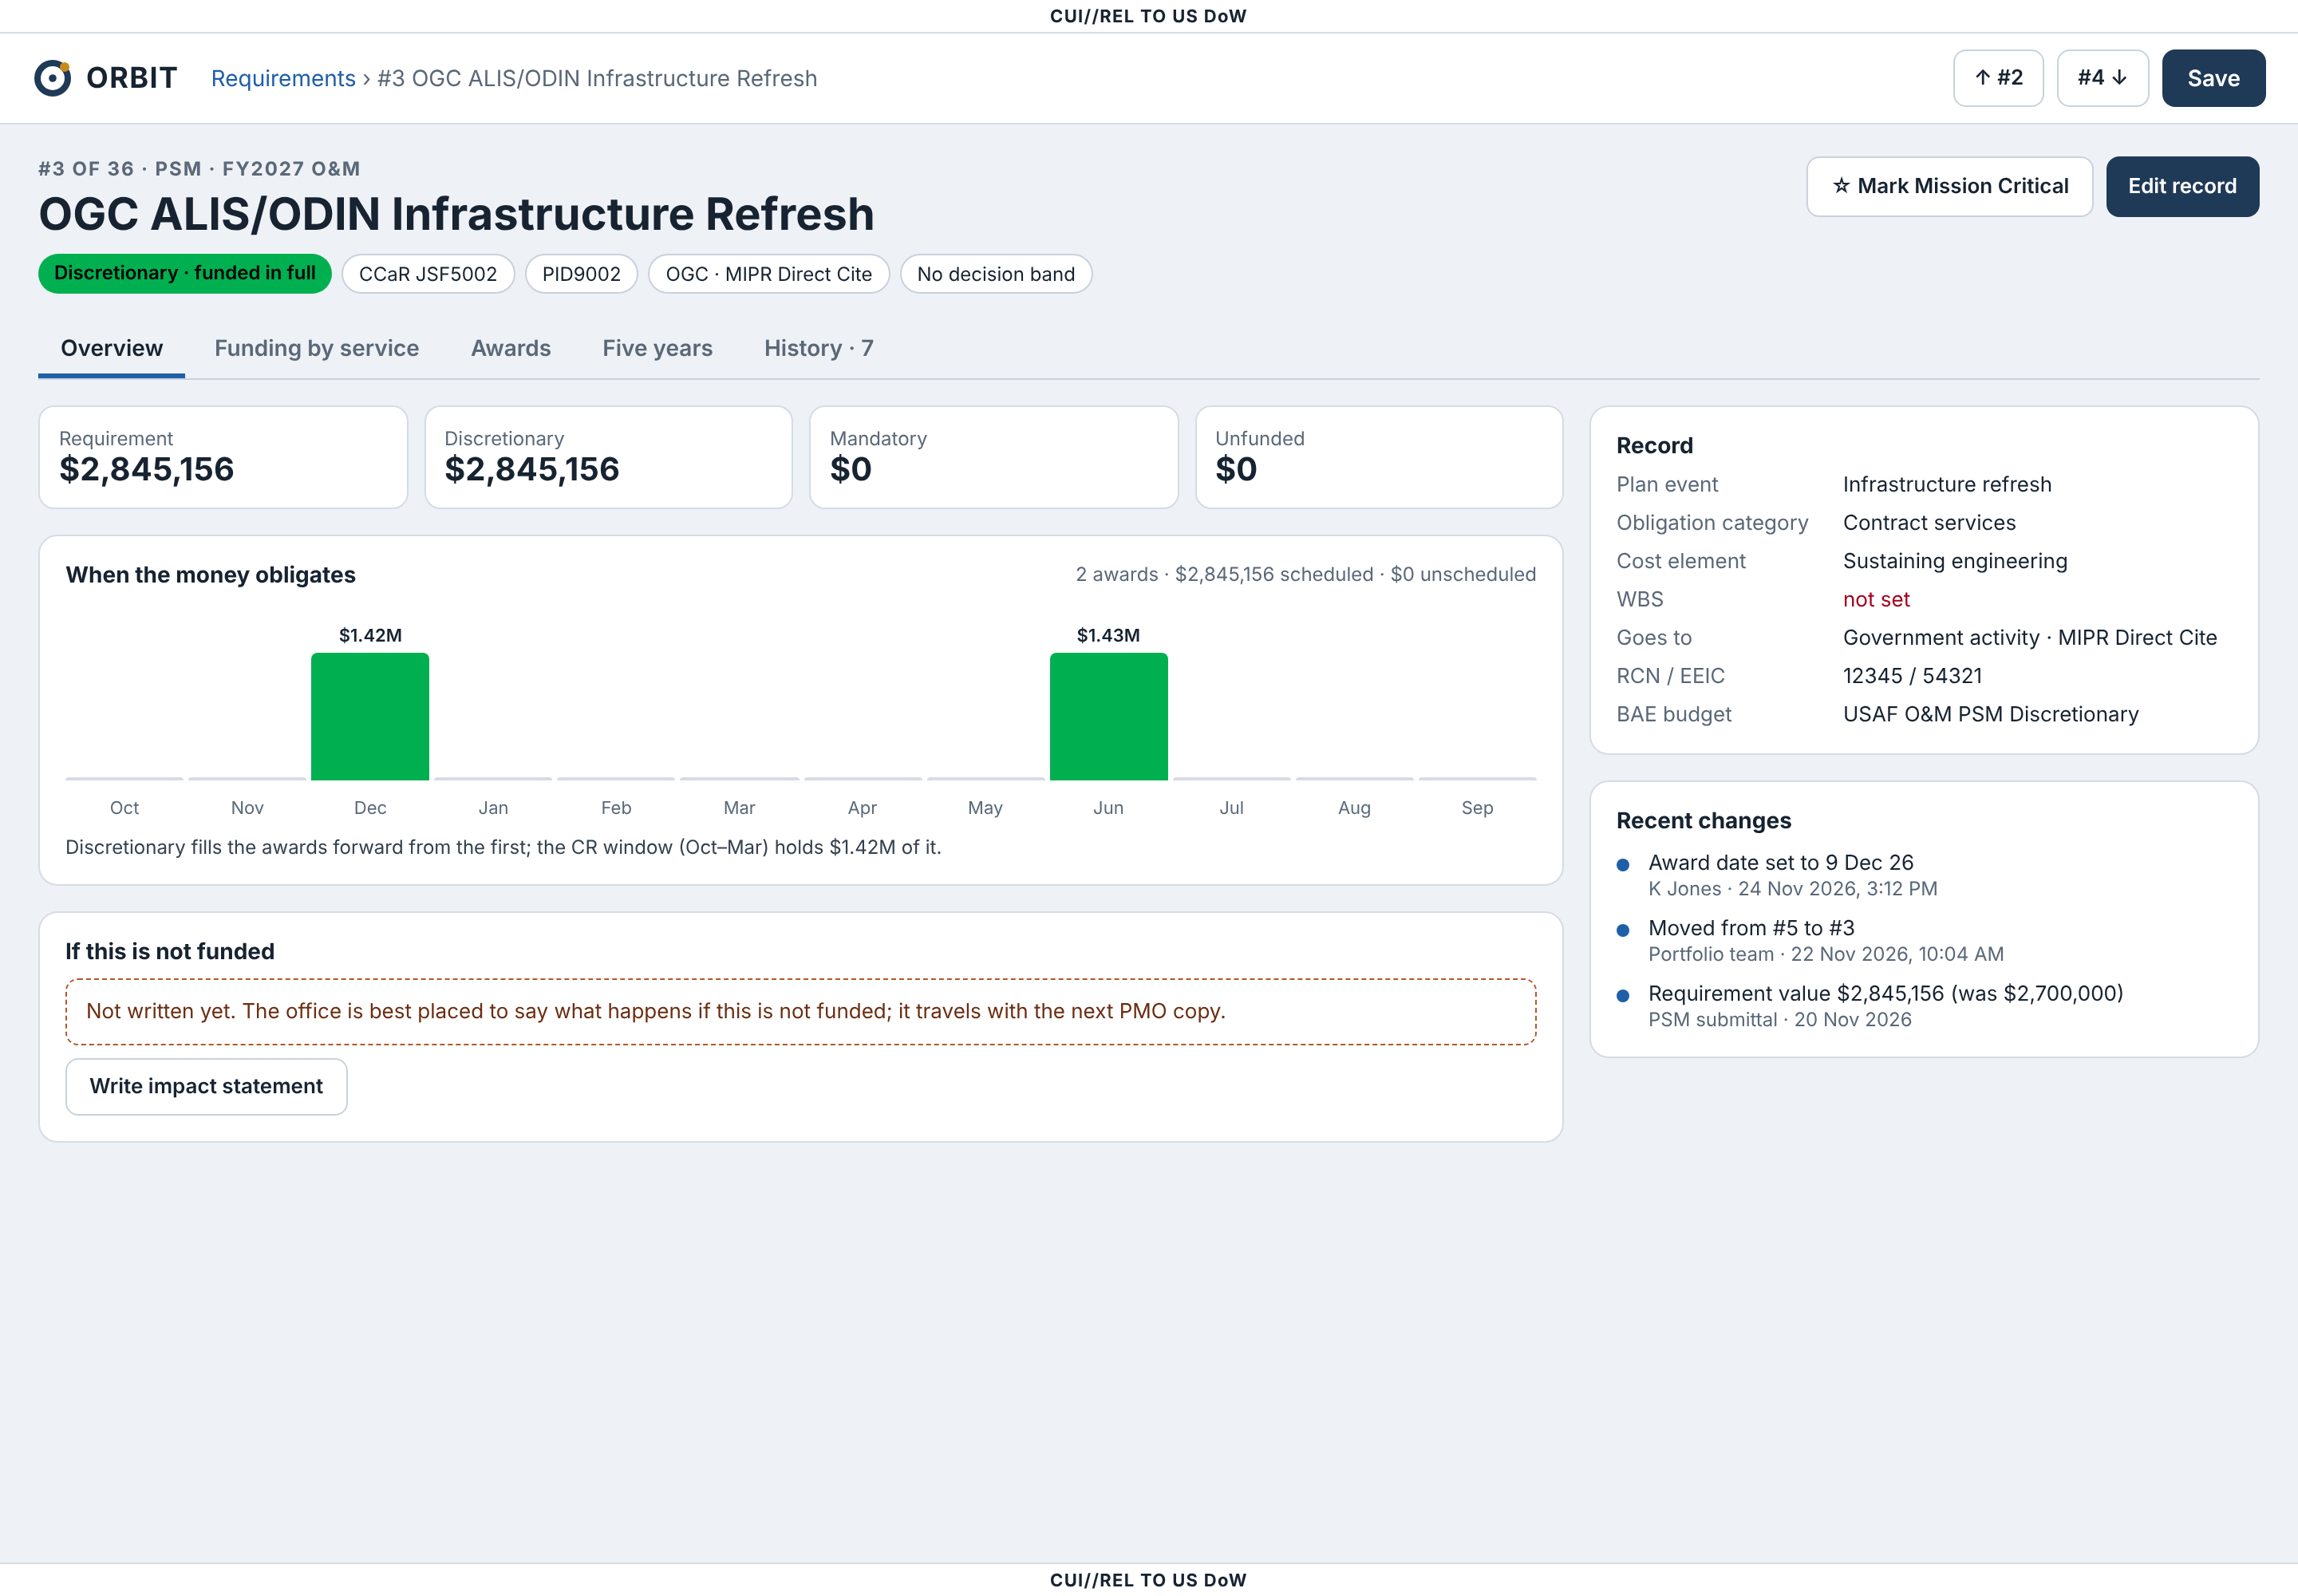 CUI//REL TO US DoW
ORBIT
Requirements › #3 OGC ALIS/ODIN Infrastructure Refresh
↑ #2
#4 ↓
Save
#3 OF 36 · PSM · FY2027 O&M
OGC ALIS/ODIN Infrastructure Refresh
☆ Mark Mission Critical
Edit record
Discretionary · funded in full
CCaR JSF5002
PID9002
OGC · MIPR Direct Cite
No decision band
Overview
Funding by service
Awards
Five years
History · 7
Requirement
$2,845,156
Discretionary
$2,845,156
Mandatory
$0
Unfunded
$0
When the money obligates
2 awards · $2,845,156 scheduled · $0 unscheduled
$1.42M
$1.43M
Oct
Nov
Dec
Jan
Feb
Mar
Apr
May
Jun
Jul
Aug
Sep
Discretionary fills the awards forward from the first; the CR window (Oct–Mar) holds $1.42M of it.
If this is not funded
Not written yet. The office is best placed to say what happens if this is not funded; it travels with the next PMO copy.
Write impact statement
Record
Plan event Infrastructure refresh
Obligation category Contract services
Cost element Sustaining engineering
WBS not set
Goes to Government activity · MIPR Direct Cite
RCN / EEIC 12345 / 54321
BAE budget USAF O&M PSM Discretionary
Recent changes
Award date set to 9 Dec 26
K Jones · 24 Nov 2026, 3:12 PM
Moved from #5 to #3
Portfolio team · 22 Nov 2026, 10:04 AM
Requirement value $2,845,156 (was $2,700,000)
PSM submittal · 20 Nov 2026
CUI//REL TO US DoW